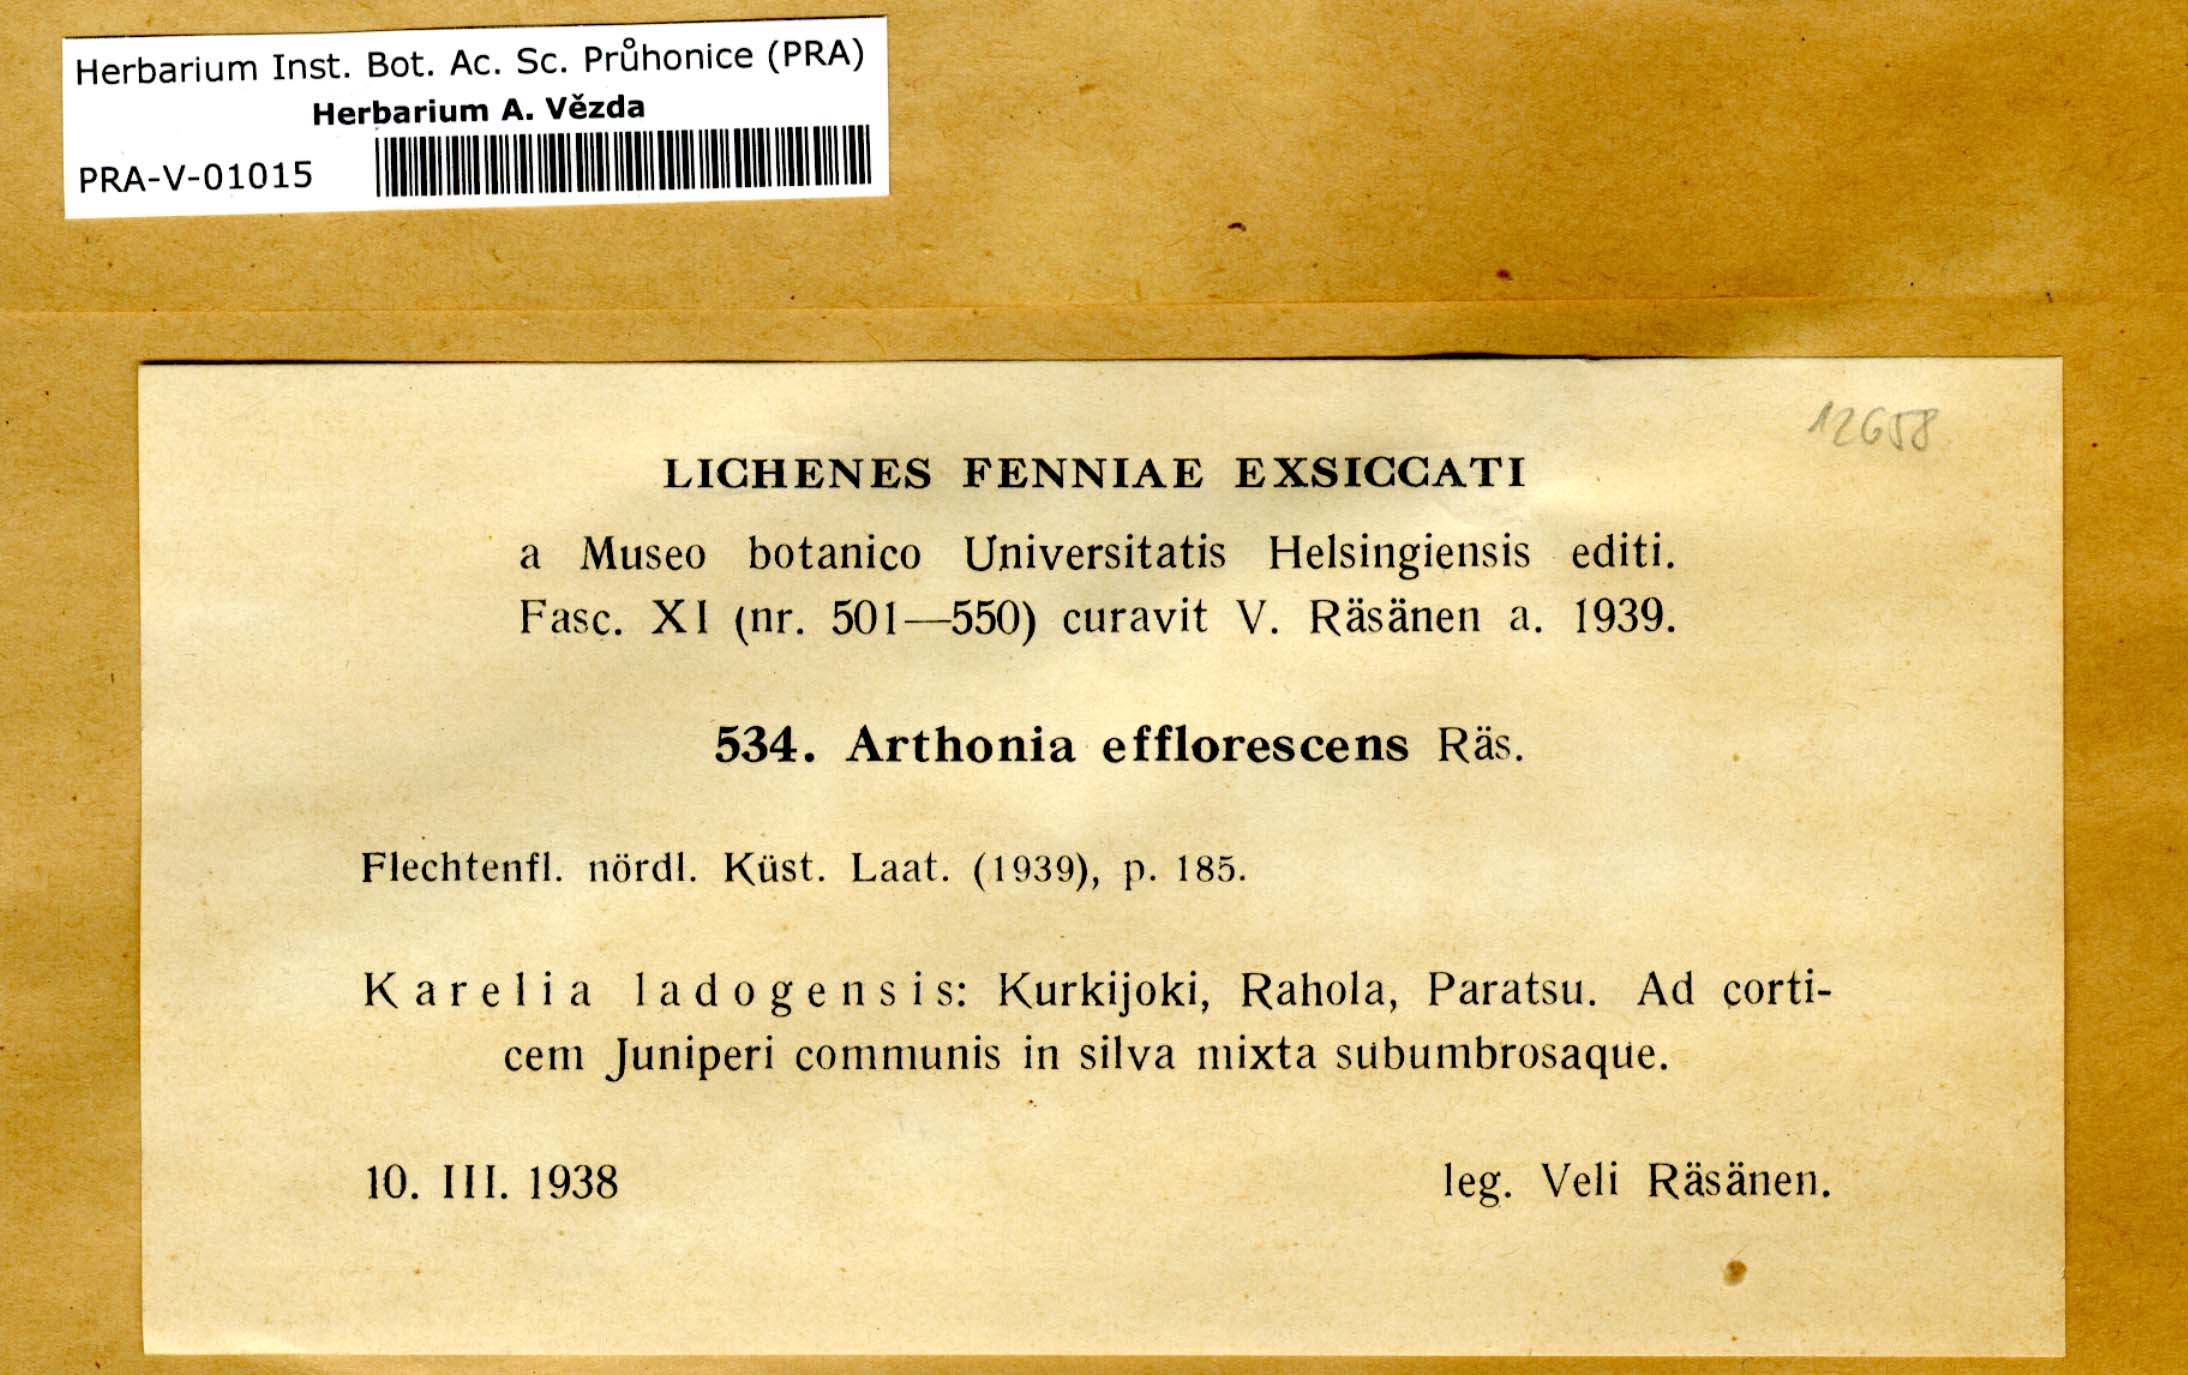 Herbarium Inst. Bot. Ac. Sc. Průhonice (PRA)
Herbarium A. Vězda
PRA-V-01015
12658
LICHENES FENNIAE EXSICCATI
a Museo botanico Universitatis Helsingiensis editi.
Fasc. XI (nr. 501—550) curavit V. Räsänen a. 1939.
534. Arthonia efflorescens Räs.
Flechtenfl. nördl. Küst. Laat. (1939), p. 185.
Karelia ladogensis: Kurkijoki, Rahola, Paratsu. Ad corti-
cem Juniperi communis in silva mixta subumbrosaque.
10. III. 1938
leg. Veli Räsänen.